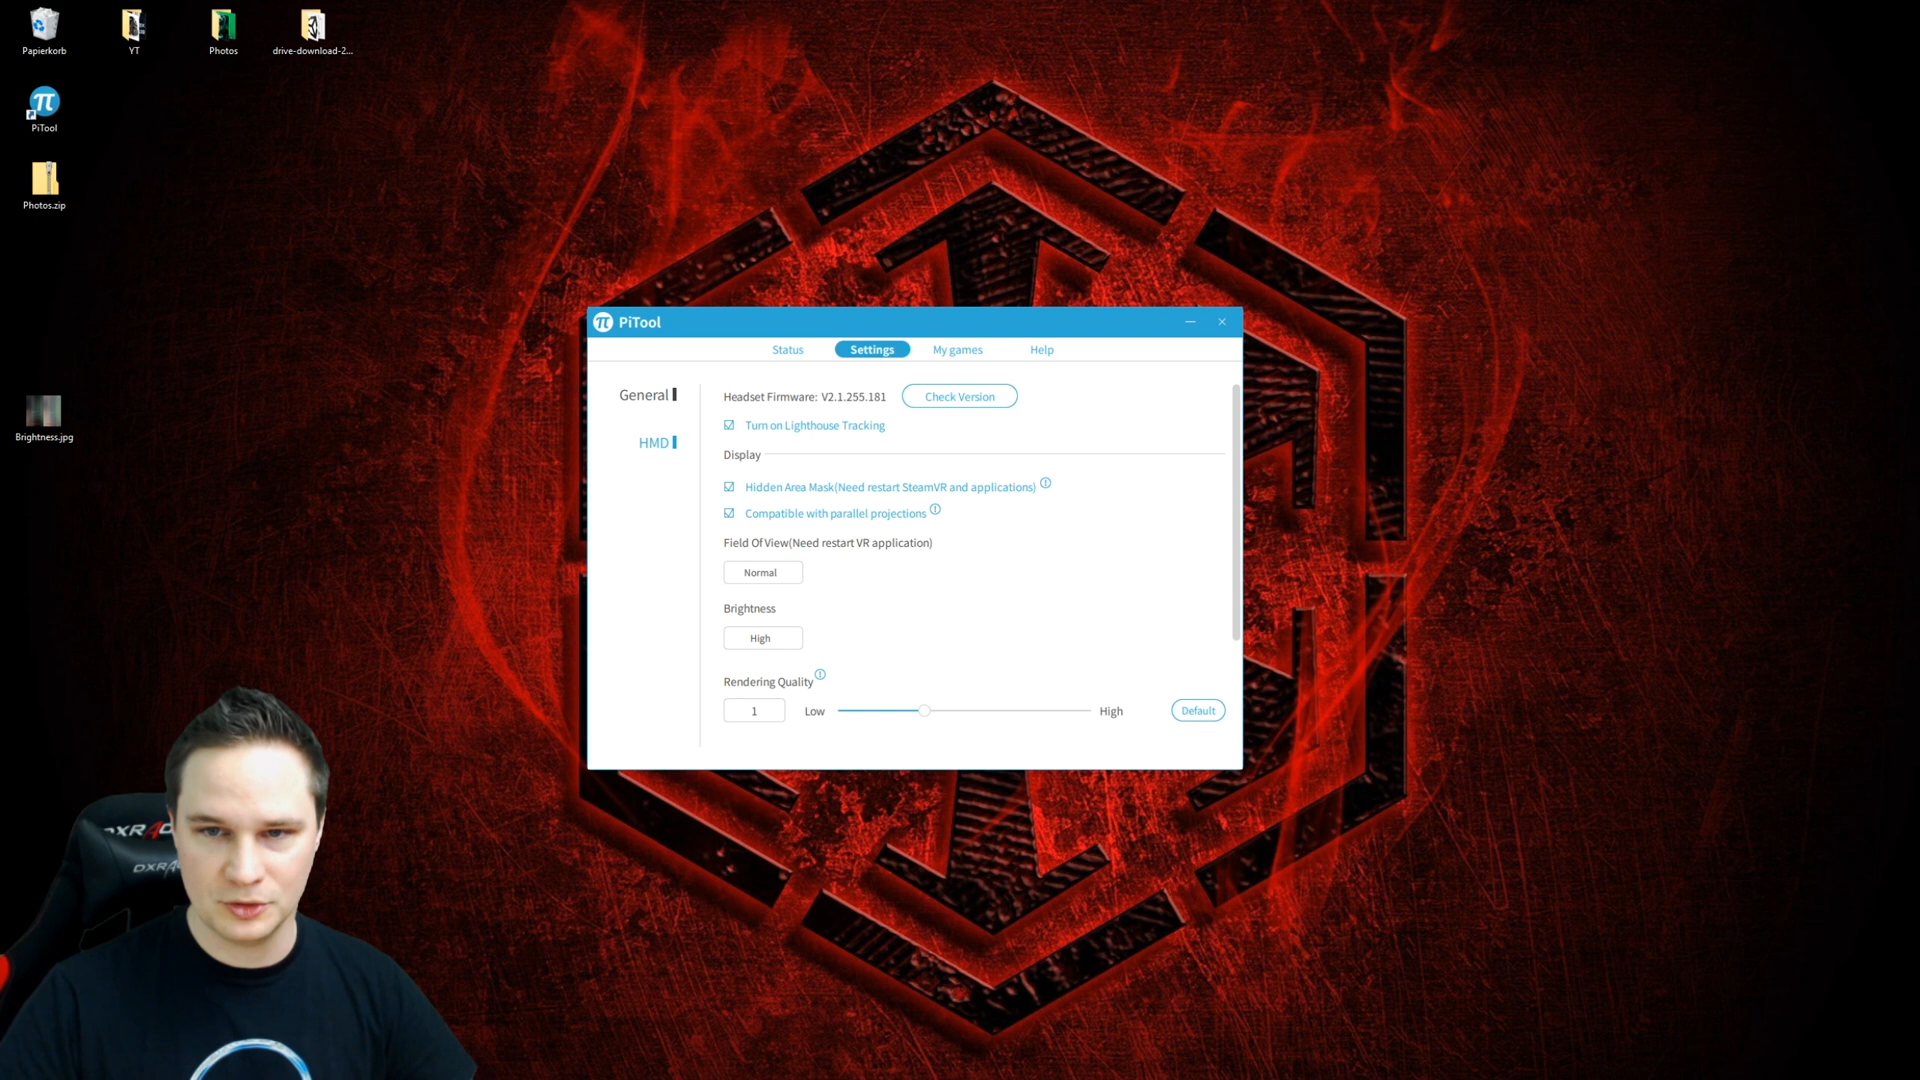 Papierkorb
YT
Photos
drive-download-2...
PiTool
Photos.zip
Brightness.jpg
PiTool
Status
Settings
My games
Help
General
HMD
Headset Firmware: V2.1.255.181
Check Version
Turn on Lighthouse Tracking
Display
Hidden Area Mask(Need restart SteamVR and applications)
Compatible with parallel projections
Field Of View(Need restart VR application)
Normal
Brightness
High
Rendering Quality
1
Low
High
Default